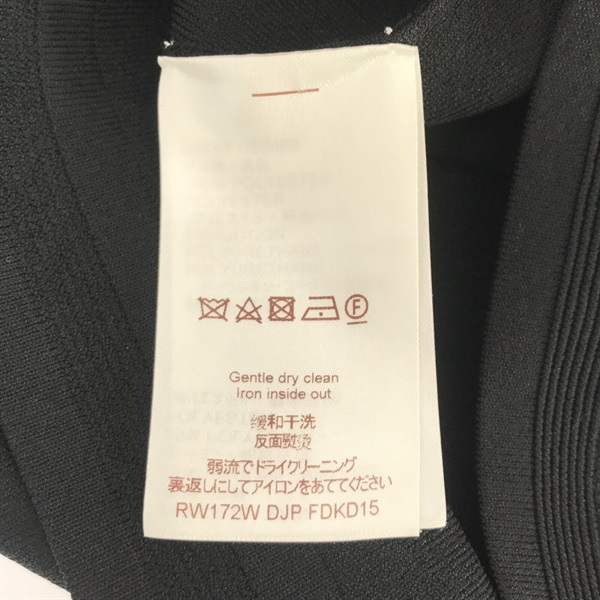 Gentle dry clean
Iron inside out
缓和干洗
反面熨烫
弱流でドライクリーニング
裏返しにしてアイロンをあててください
RW172W DJP FDKD15